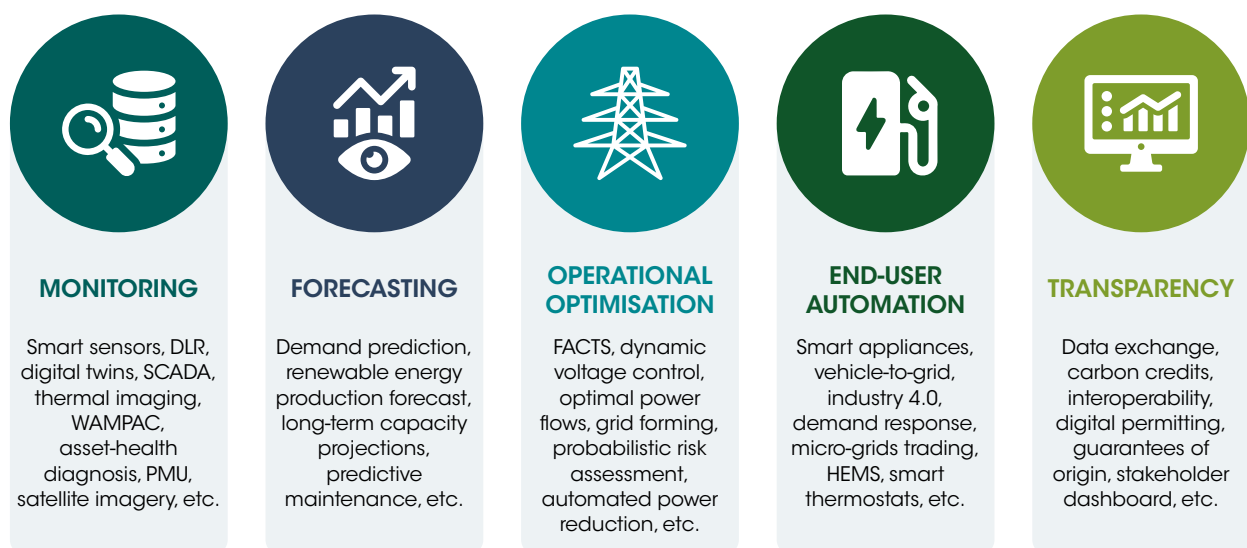 MONITORING
Smart sensors, DLR,
digital twins, SCADA,
thermal imaging,
WAMPAC,
asset-health
diagnosis, PMU,
satellite imagery, etc.
FORECASTING
Demand prediction,
renewable energy
production forecast,
long-term capacity
projections,
predictive
maintenance, etc.
OPERATIONAL
OPTIMISATION
FACTS, dynamic
voltage control,
optimal power
flows, grid forming,
probabilistic risk
assessment,
automated power
reduction, etc.
END-USER
AUTOMATION
Smart appliances,
vehicle-to-grid,
industry 4.0,
demand response,
micro-grids trading,
HEMS, smart
thermostats, etc.
TRANSPARENCY
Data exchange,
carbon credits,
interoperability,
digital permitting,
guarantees of
origin, stakeholder
dashboard, etc.